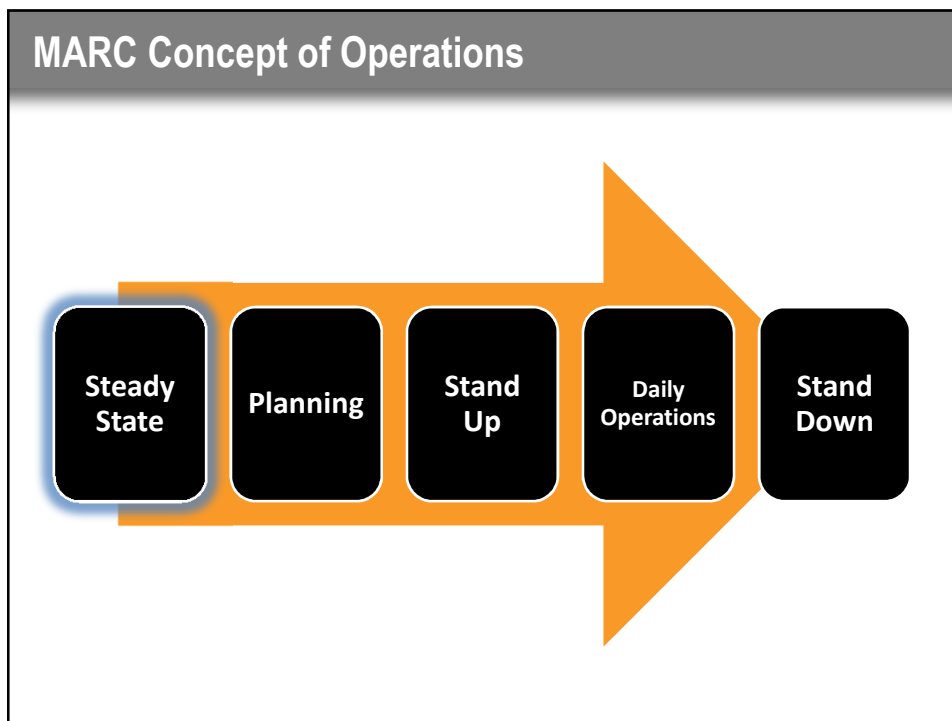 MARC Concept of Operations
Steady
State
Planning
Stand
Up
Daily
Operations
Stand
Down